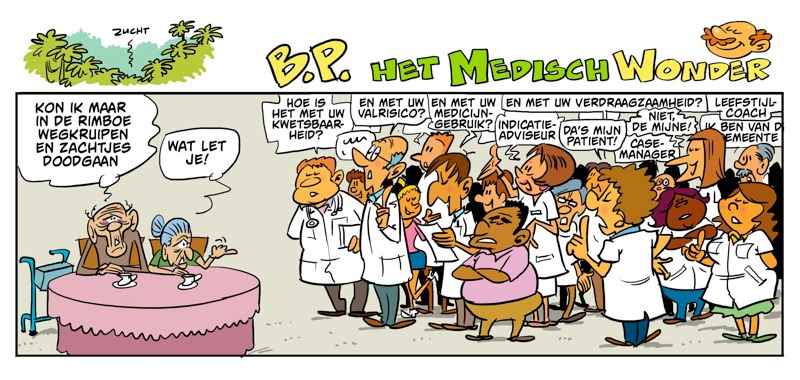 ZUCHT
B.P. HET MEDISCH WONDER
KON IK MAAR
IN DE RIMBOE
WEGKRUIPEN
EN ZACHTJES
DOODGAAN
WAT LET
JE!
HOE IS
HET MET UW
KWETSBAAR-
HEID?
EN MET UW
VALRISICO?
EN MET UW
MEDICIJN-
GEBRUIK?
EN MET UW VERDRAAGZAAMHEID?
INDICATIE-
ADVISEUR
DA'S MIJN
PATIENT!
NIET,
DE MIJNE!
CASE-
MANAGER
LEEFSTIJL-
COACH
IK BEN VAN DE
GEMEENTE